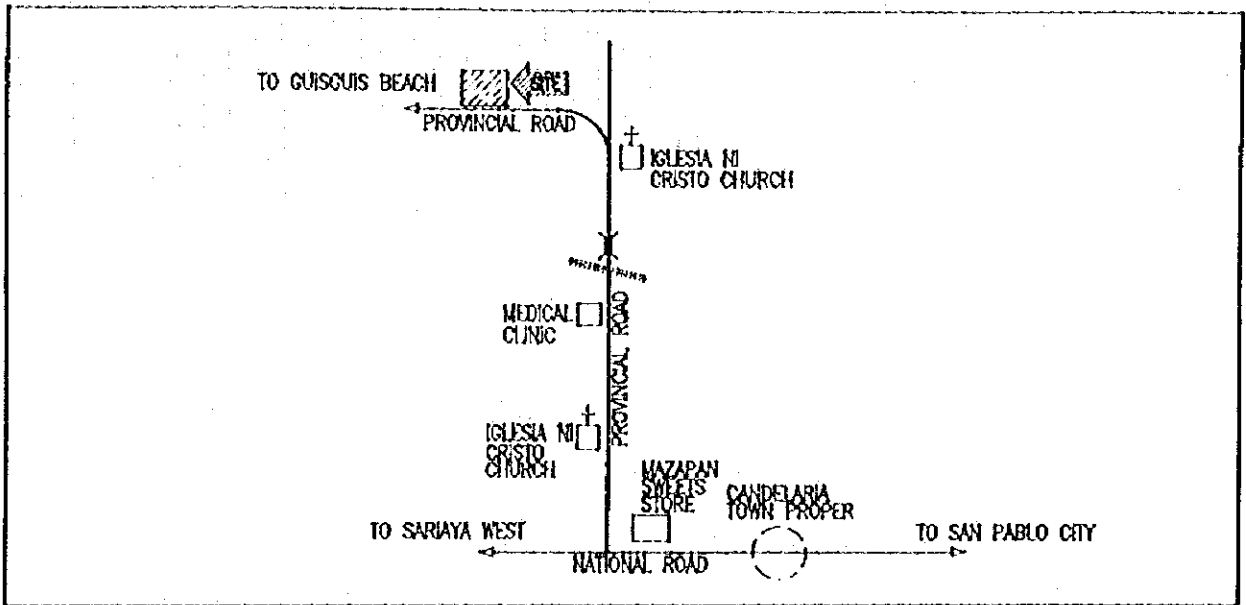 TO GUISGUIS BEACH
SITE
PROVINCIAL ROAD
IGLESIA NI
CRISTO CHURCH
MEDICAL
CLINIC
PROVINCIAL ROAD
IGLESIA NI
CRISTO
CHURCH
MAZAPAN
SWEETS
STORE
CANDELARIA
TOWN PROPER
TO SARIAYA WEST
TO SAN PABLO CITY
NATIONAL ROAD